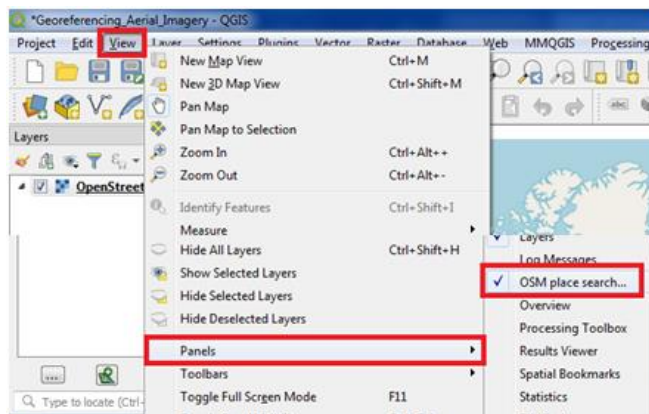 *Georeferencing_Aerial_Imagery - QGIS
Project Edit View Layer Settings Plugins Vector Raster Database Web MMQGIS Processing
New Map View Ctrl+M
New 3D Map View Ctrl+Shift+M
Pan Map
Pan Map to Selection
Layers
Zoom In Ctrl+Alt++
Zoom Out Ctrl+Alt+-
OpenStreet
Identify Features Ctrl+Shift+I
Measure
Layers
Hide All Layers Ctrl+Shift+H
Log Messages
Show Selected Layers
OSM place search...
Hide Selected Layers
Overview
Hide Deselected Layers
Processing Toolbox
Panels
Results Viewer
Toolbars
Spatial Bookmarks
Type to locate (Ctrl+
Toggle Full Screen Mode F11
Statistics